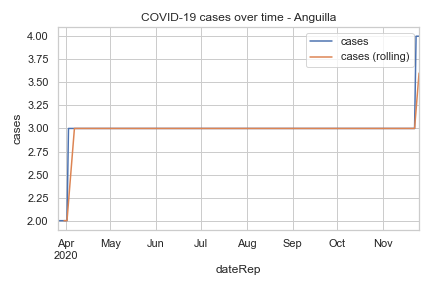 COVID-19 cases over time - Anguilla
cases
cases (rolling)
4.00
3.75
3.50
3.25
3.00
2.75
2.50
2.25
2.00
cases
Apr May Jun Jul Aug Sep Oct Nov
2020
dateRep